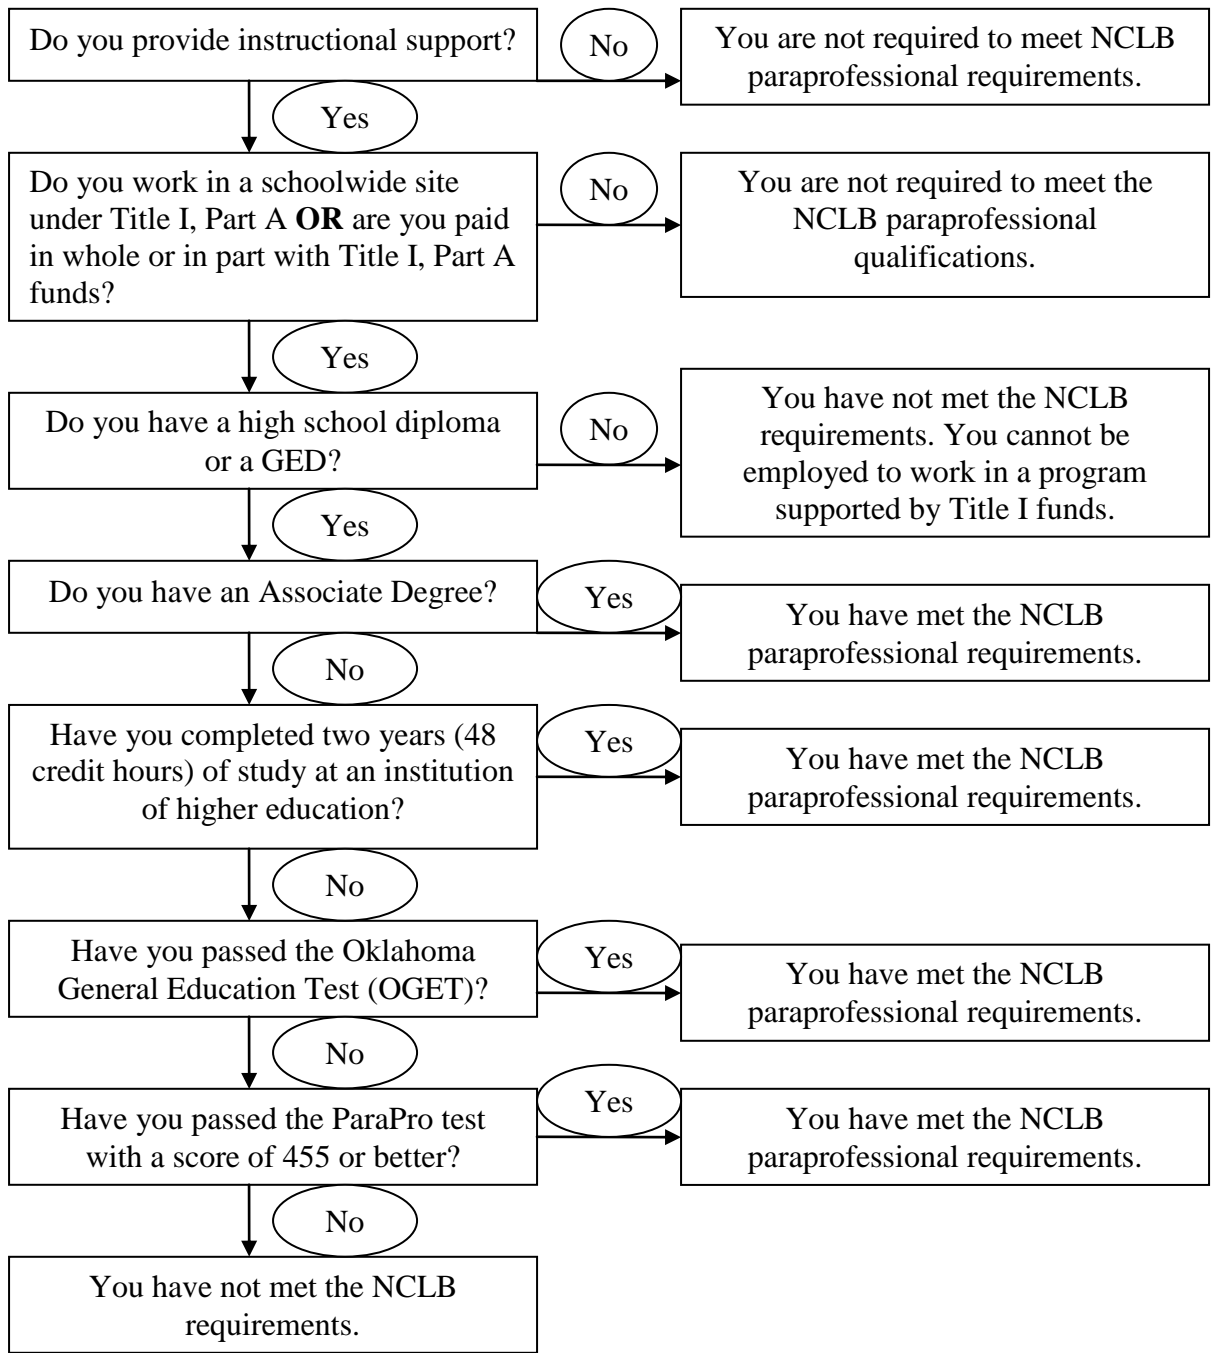 Do you provide instructional support?
No
You are not required to meet NCLB
paraprofessional requirements.
Yes
Do you work in a schoolwide site
under Title I, Part A OR are you paid
in whole or in part with Title I, Part A
funds?
No
You are not required to meet the
NCLB paraprofessional
qualifications.
Yes
Do you have a high school diploma
or a GED?
No
You have not met the NCLB
requirements. You cannot be
employed to work in a program
supported by Title I funds.
Yes
Do you have an Associate Degree?
Yes
You have met the NCLB
paraprofessional requirements.
No
Have you completed two years (48
credit hours) of study at an institution
of higher education?
Yes
You have met the NCLB
paraprofessional requirements.
No
Have you passed the Oklahoma
General Education Test (OGET)?
Yes
You have met the NCLB
paraprofessional requirements.
No
Have you passed the ParaPro test
with a score of 455 or better?
Yes
You have met the NCLB
paraprofessional requirements.
No
You have not met the NCLB
requirements.